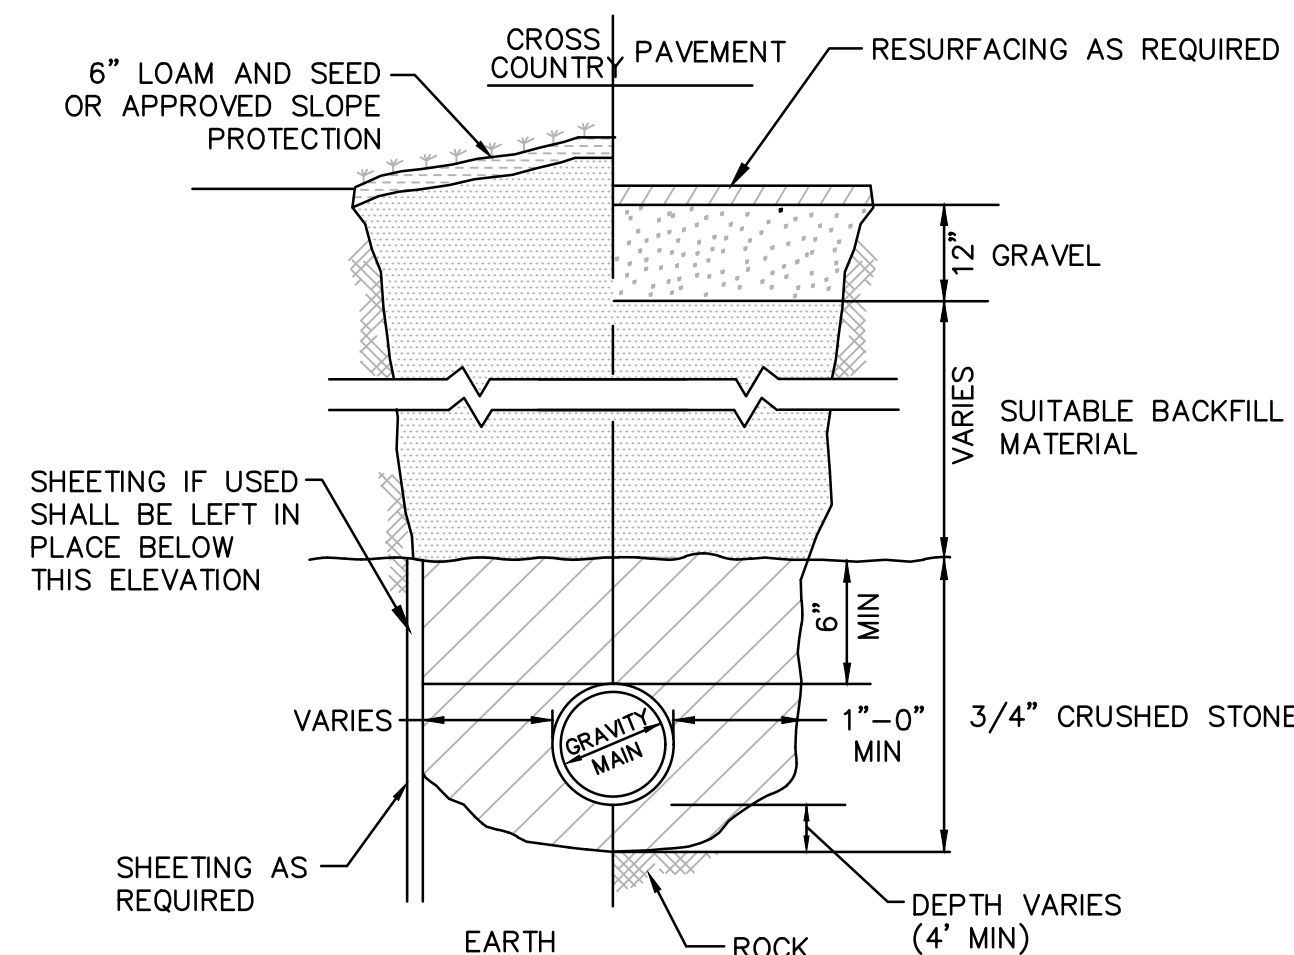 CROSS
COUNTRY
PAVEMENT
RESURFACING AS REQUIRED
6” LOAM AND SEED
OR APPROVED SLOPE
PROTECTION
12”
GRAVEL
VARIES
SUITABLE BACKFILL
MATERIAL
SHEETING IF USED
SHALL BE LEFT IN
PLACE BELOW
THIS ELEVATION
6”
MIN
VARIES
GRAVITY
MAIN
1”-0”
MIN
3/4” CRUSHED STONE
SHEETING AS
REQUIRED
DEPTH VARIES
(4’ MIN)
EARTH
ROCK